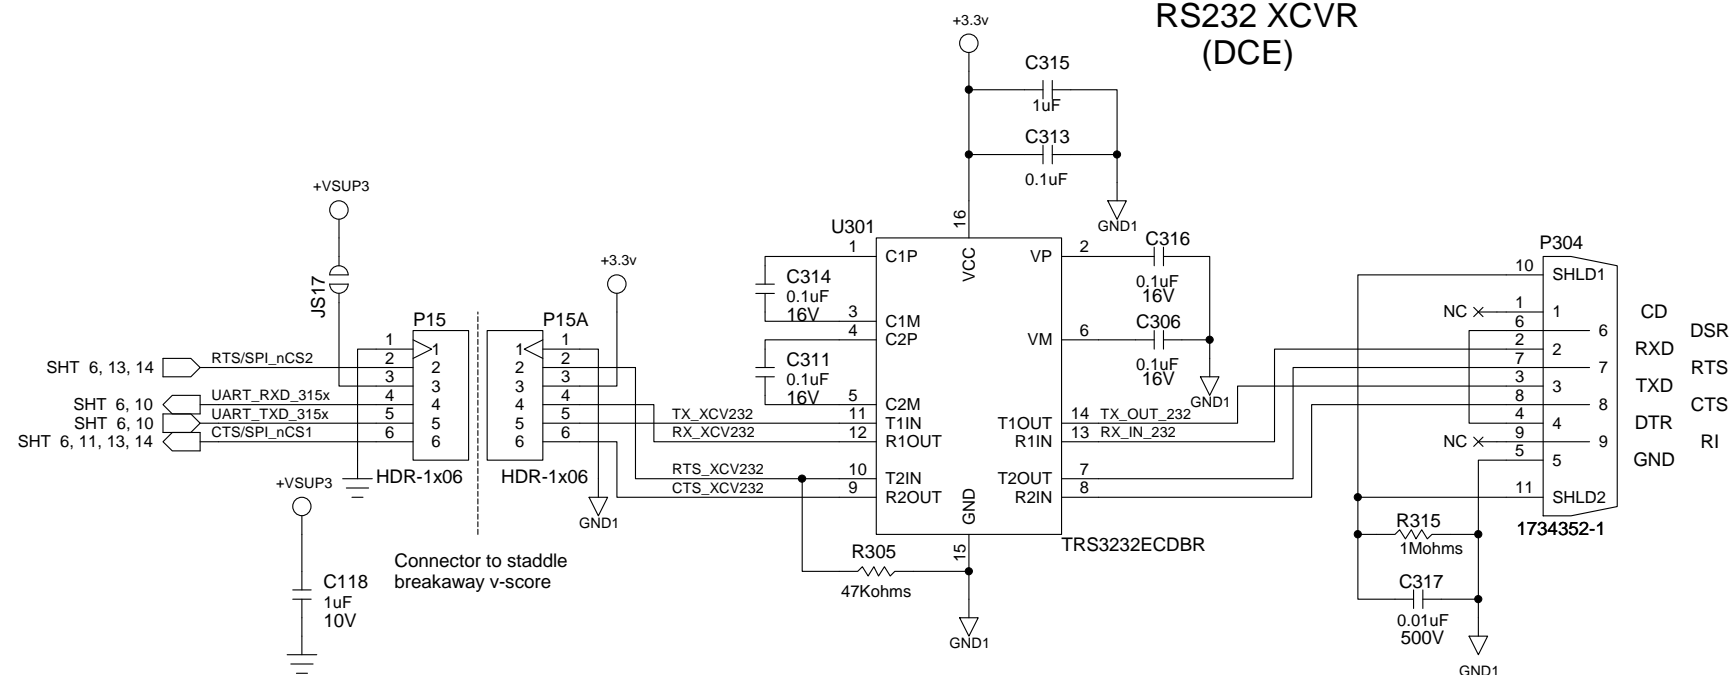 RS232 XCVR
(DCE)
+3.3v
C315
1uF
C313
0.1uF
GND1
+VSUP3
JS17
+3.3v
P15
P15A
1
2
3
4
5
6
1
2
3
4
5
6
1
2
3
4
5
6
1
2
3
4
5
6
SHT 6, 13, 14
RTS/SPI_nCS2
SHT 6, 10
UART_RXD_315x
SHT 6, 10
UART_TXD_315x
SHT 6, 11, 13, 14
CTS/SPI_nCS1
HDR-1x06
HDR-1x06
GND1
+VSUP3
C118
1uF
10V
Connector to staddle
breakaway v-score
U301
16
VCC
1
C1P
C314
0.1uF
16V
3
C1M
4
C2P
C311
0.1uF
16V
5
C2M
TX_XCV232
11
T1IN
RX_XCV232
12
R1OUT
RTS_XCV232
10
T2IN
CTS_XCV232
9
R2OUT
GND
15
R305
47Kohms
GND1
TRS3232ECDBR
VP
2
C316
0.1uF
16V
VM
6
C306
0.1uF
16V
GND1
T1OUT
14
TX_OUT_232
R1IN
13
RX_IN_232
T2OUT
7
R2IN
8
P304
10
SHLD1
NC
1
1
CD
6
6
DSR
2
2
RXD
7
7
RTS
3
3
TXD
8
8
CTS
4
4
DTR
NC
9
9
RI
5
5
GND
11
SHLD2
1734352-1
R315
1Mohms
C317
0.01uF
500V
GND1